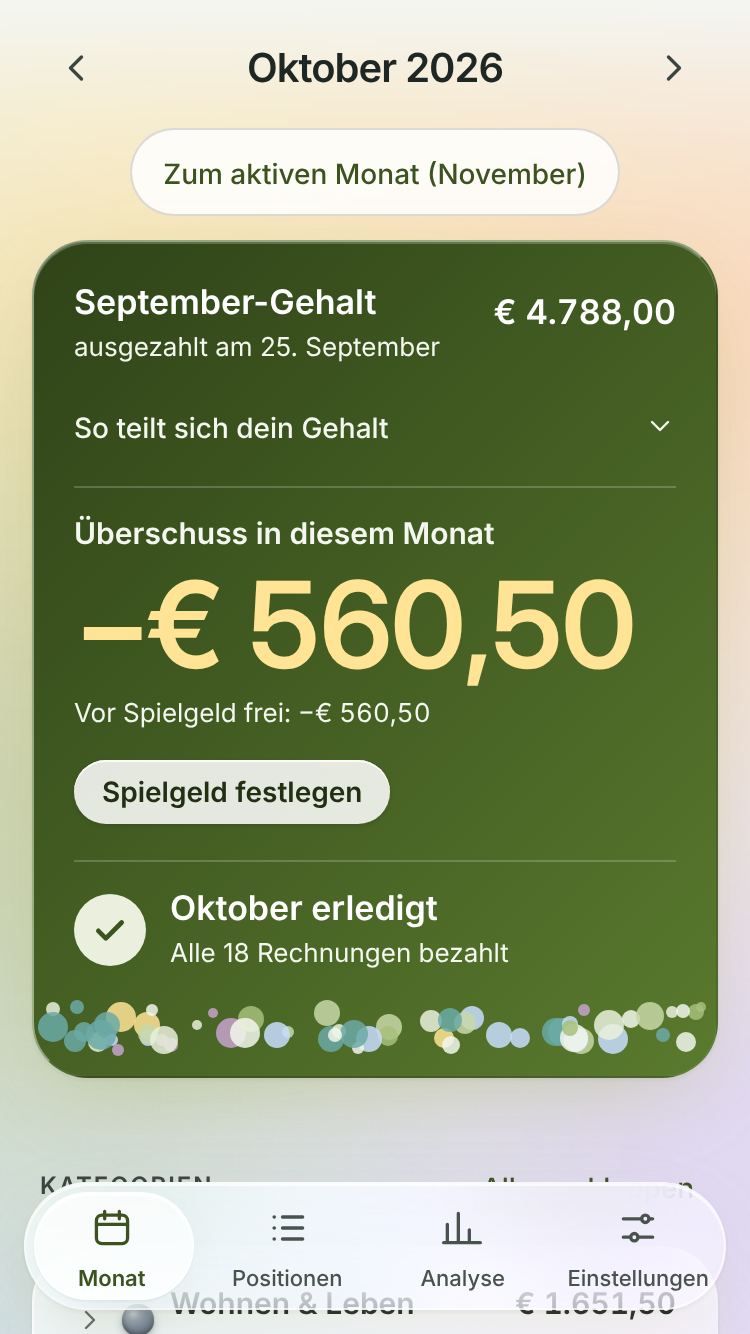 Oktober 2026
Zum aktiven Monat (November)
September-Gehalt
€ 4.788,00
ausgezahlt am 25. September
So teilt sich dein Gehalt
Überschuss in diesem Monat
−€ 560,50
Vor Spielgeld frei: −€ 560,50
Spielgeld festlegen
Oktober erledigt
Alle 18 Rechnungen bezahlt
KATEGORIEN
Monat
Positionen
Analyse
Einstellungen
Wohnen & Leben
€ 1.651,50